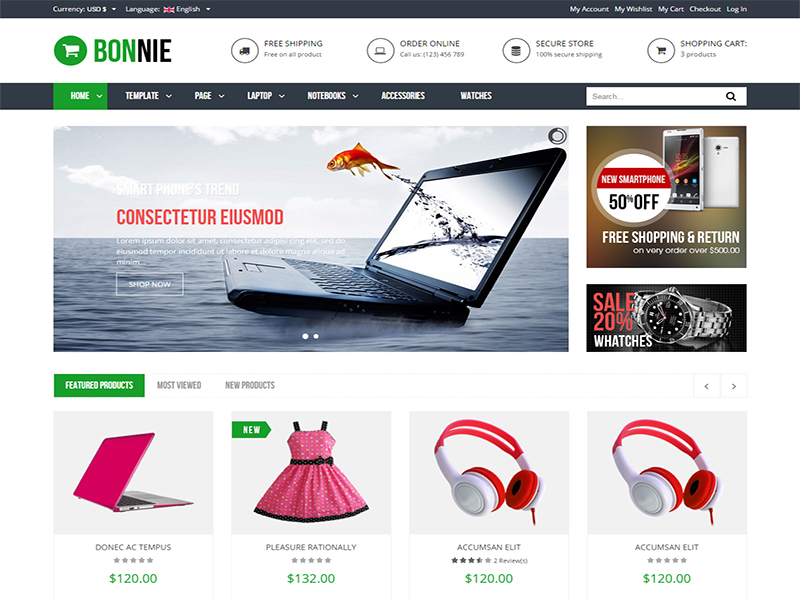 Currency: USD $ Language: English My Account My Wishlist My Cart Checkout Log In
BONNIE
FREE SHIPPING
Free on all product
ORDER ONLINE
Call us: (123) 456 789
SECURE STORE
100% secure shipping
SHOPPING CART:
3 products
HOME TEMPLATE PAGE LAPTOP NOTEBOOKS ACCESSORIES WATCHES Search...
SMART PHONE'S TREND
CONSECTETUR EIUSMOD
Lorem ipsum dolor sit amet, consectetur adipisi cing elit, sed do
eiusmod tempor incididunt ut labore et dolore magna aliqua ad
minim
SHOP NOW
NEW SMARTPHONE
50% OFF
FREE SHOPPING & RETURN
on very order over $500.00
SALE
20%
WHATCHES
FEATURED PRODUCTS MOST VIEWED NEW PRODUCTS
NEW
DONEC AC TEMPUS
$120.00
PLEASURE RATIONALLY
$132.00
ACCUMSAN ELIT
2 Review(s)
$120.00
ACCUMSAN ELIT
$120.00